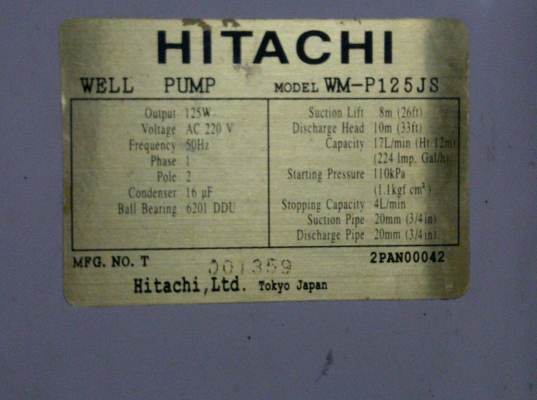 HITACHI
WELL PUMP MODEL WM-P125JS
Output 125W
Voltage AC 220 V
Frequency 50Hz
Phase 1
Pole 2
Condenser 16 µF
Ball Bearing 6201 DDU
Suction Lift 8m (26ft)
Discharge Head 10m (33ft)
Capacity 17L/min (Ht 12m)
(224 Imp. Gal/h)
Starting Pressure 110kPa
(1.1kgf cm²)
Stopping Capacity 4L/min
Suction Pipe 20mm (3/4in)
Discharge Pipe 20mm (3/4in)
MFG. NO. T 001359 2PAN00042
Hitachi,Ltd. Tokyo Japan